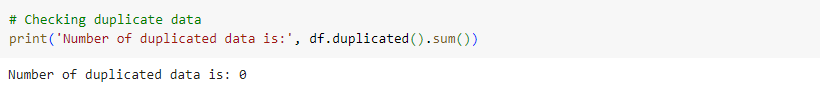 # Checking duplicate data
print('Number of duplicated data is:', df.duplicated().sum())
Number of duplicated data is: 0